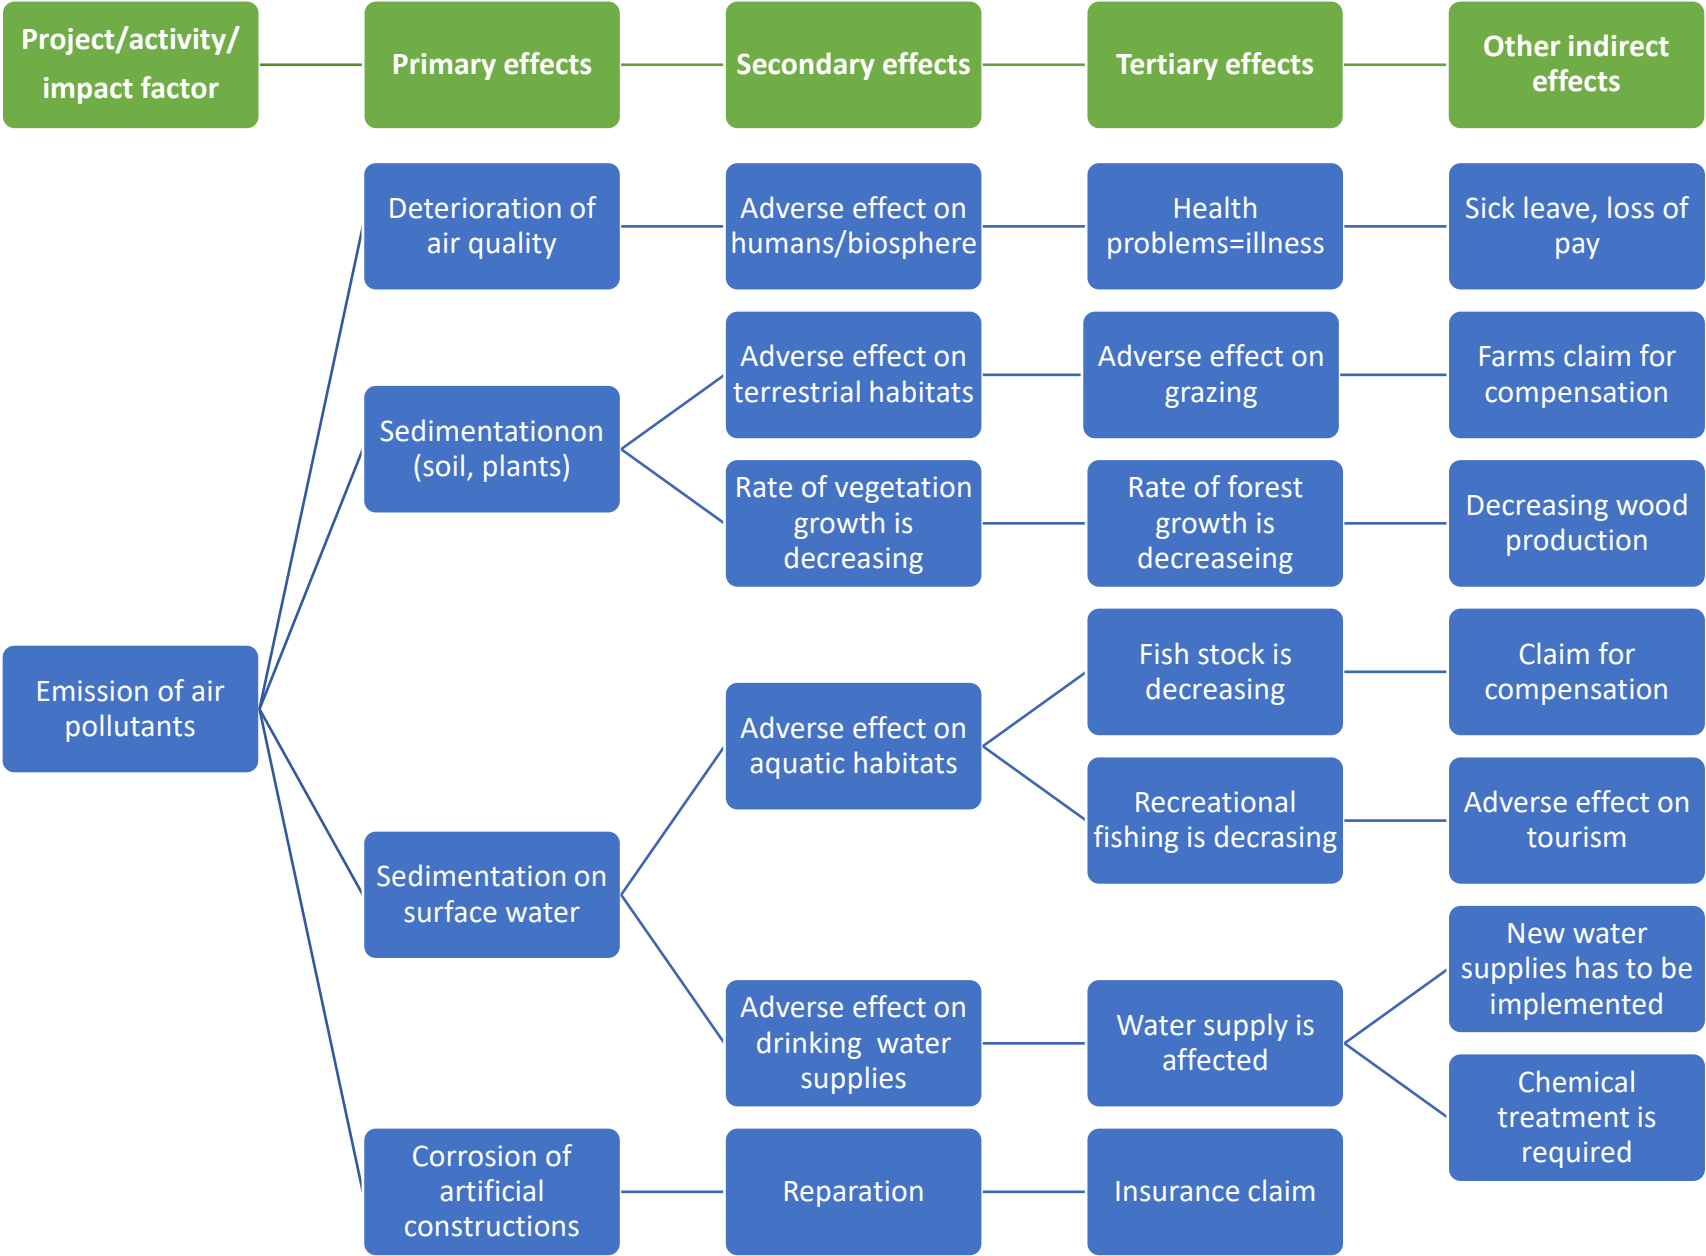 Project/activity/
impact factor
Primary effects
Secondary effects
Tertiary effects
Other indirect
effects
Deterioration of
air quality
Adverse effect on
humans/biosphere
Health
problems=illness
Sick leave, loss of
pay
Adverse effect on
terrestrial habitats
Adverse effect on
grazing
Farms claim for
compensation
Sedimentationon
(soil, plants)
Rate of vegetation
growth is
decreasing
Rate of forest
growth is
decreaseing
Decreasing wood
production
Emission of air
pollutants
Fish stock is
decreasing
Claim for
compensation
Adverse effect on
aquatic habitats
Recreational
fishing is decrasing
Adverse effect on
tourism
Sedimentation on
surface water
New water
supplies has to be
implemented
Adverse effect on
drinking  water
supplies
Water supply is
affected
Chemical
treatment is
required
Corrosion of
artificial
constructions
Reparation
Insurance claim